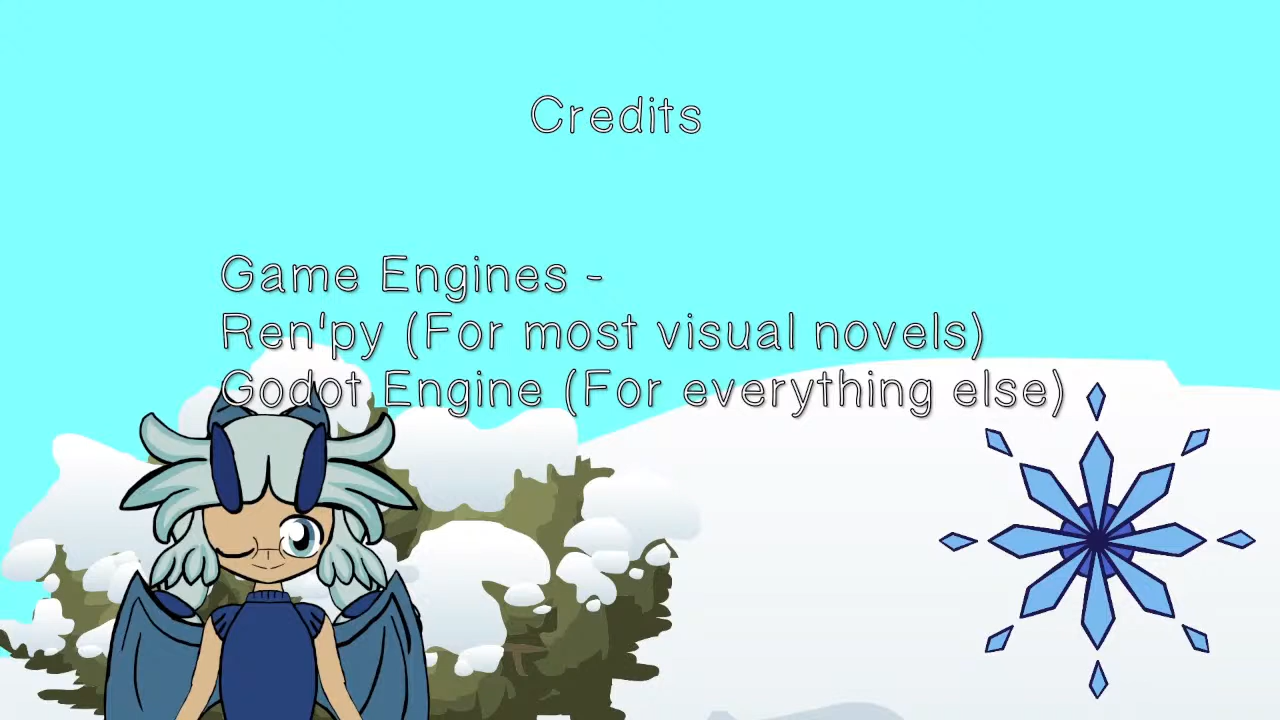 Credits
Game Engines -
Ren'py (For most visual novels)
Godot Engine (For everything else)